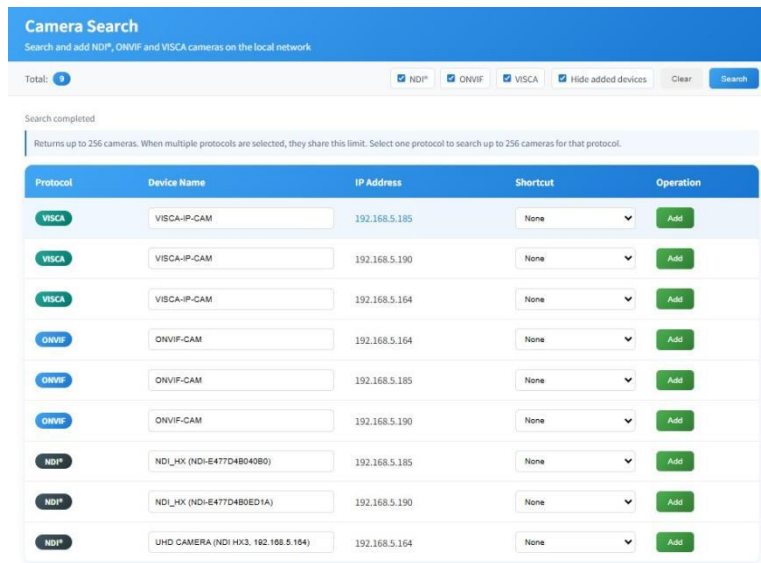 Camera Search
Search and add NDI®, ONVIF and VISCA cameras on the local network
Total: 9 NDI® ONVIF VISCA Hide added devices Clear Search
Search completed
Returns up to 256 cameras. When multiple protocols are selected, they share this limit. Select one protocol to search up to 256 cameras for that protocol.
Protocol Device Name IP Address Shortcut Operation
VISCA VISCA-IP-CAM 192.168.5.185 None Add
VISCA VISCA-IP-CAM 192.168.5.190 None Add
VISCA VISCA-IP-CAM 192.168.5.164 None Add
ONVIF ONVIF-CAM 192.168.5.164 None Add
ONVIF ONVIF-CAM 192.168.5.185 None Add
ONVIF ONVIF-CAM 192.168.5.190 None Add
NDI® NDI_HX (NDI-E477D4B040B0) 192.168.5.185 None Add
NDI® NDI_HX (NDI-E477D4B0ED1A) 192.168.5.190 None Add
NDI® UHD CAMERA (NDI HX3, 192.168.5.164) 192.168.5.164 None Add